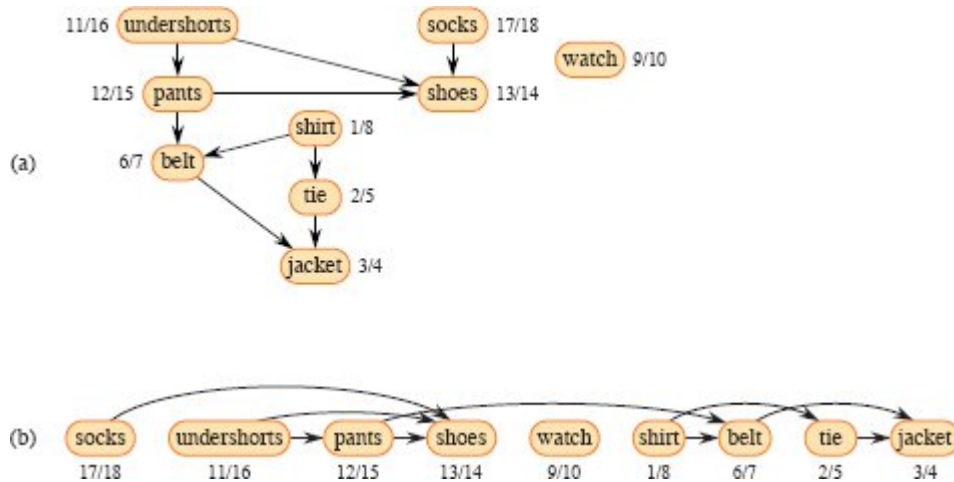 11/16 undershorts socks 17/18
watch 9/10
12/15 pants shoes 13/14
shirt 1/8
(a) 6/7 belt
tie 2/5
jacket 3/4
(b) socks undershorts pants shoes watch shirt belt tie jacket
17/18 11/16 12/15 13/14 9/10 1/8 6/7 2/5 3/4